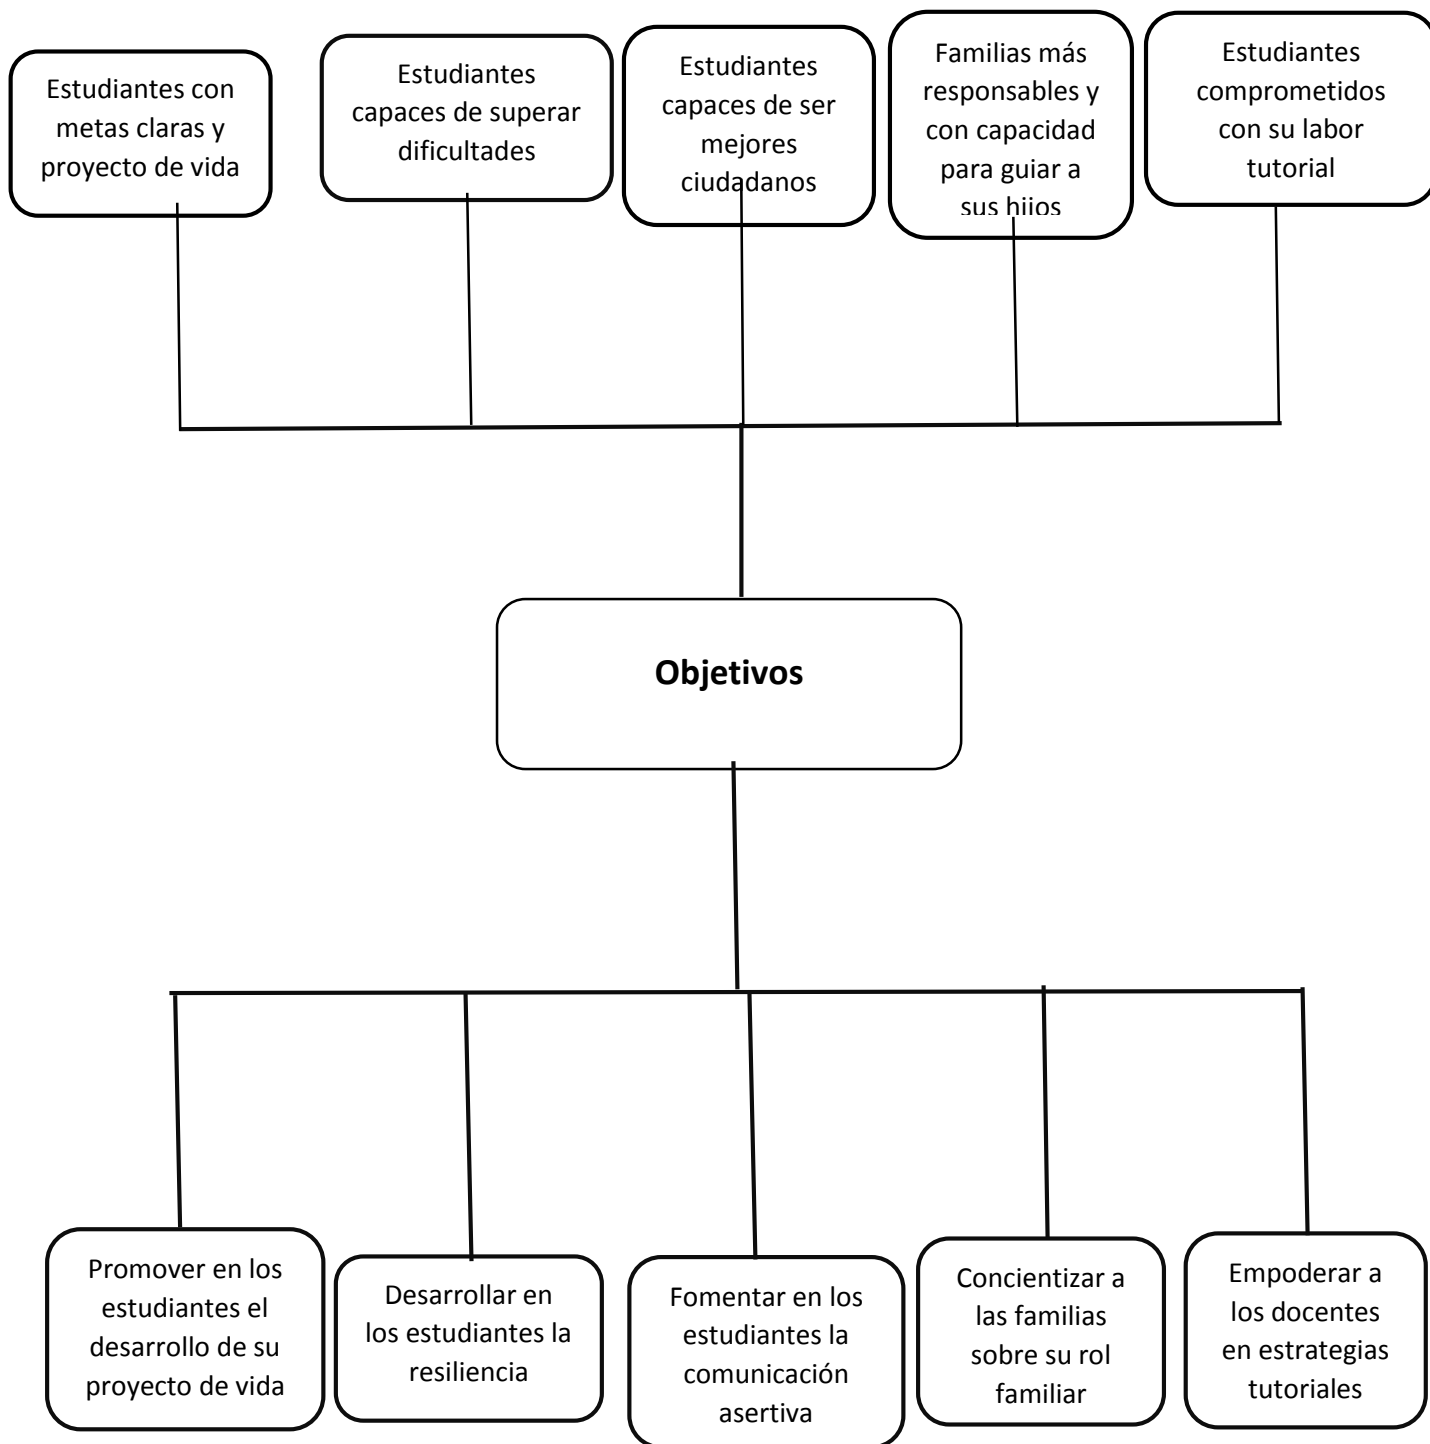 Estudiantes con
metas claras y
proyecto de vida
Estudiantes
capaces de superar
dificultades
Estudiantes
capaces de ser
mejores
ciudadanos
Familias más
responsables y
con capacidad
para guiar a
sus hijos
Estudiantes
comprometidos
con su labor
tutorial
Objetivos
Promover en los
estudiantes el
desarrollo de su
proyecto de vida
Desarrollar en
los estudiantes la
resiliencia
Fomentar en los
estudiantes la
comunicación
asertiva
Concientizar a
las familias
sobre su rol
familiar
Empoderar a
los docentes
en estrategias
tutoriales